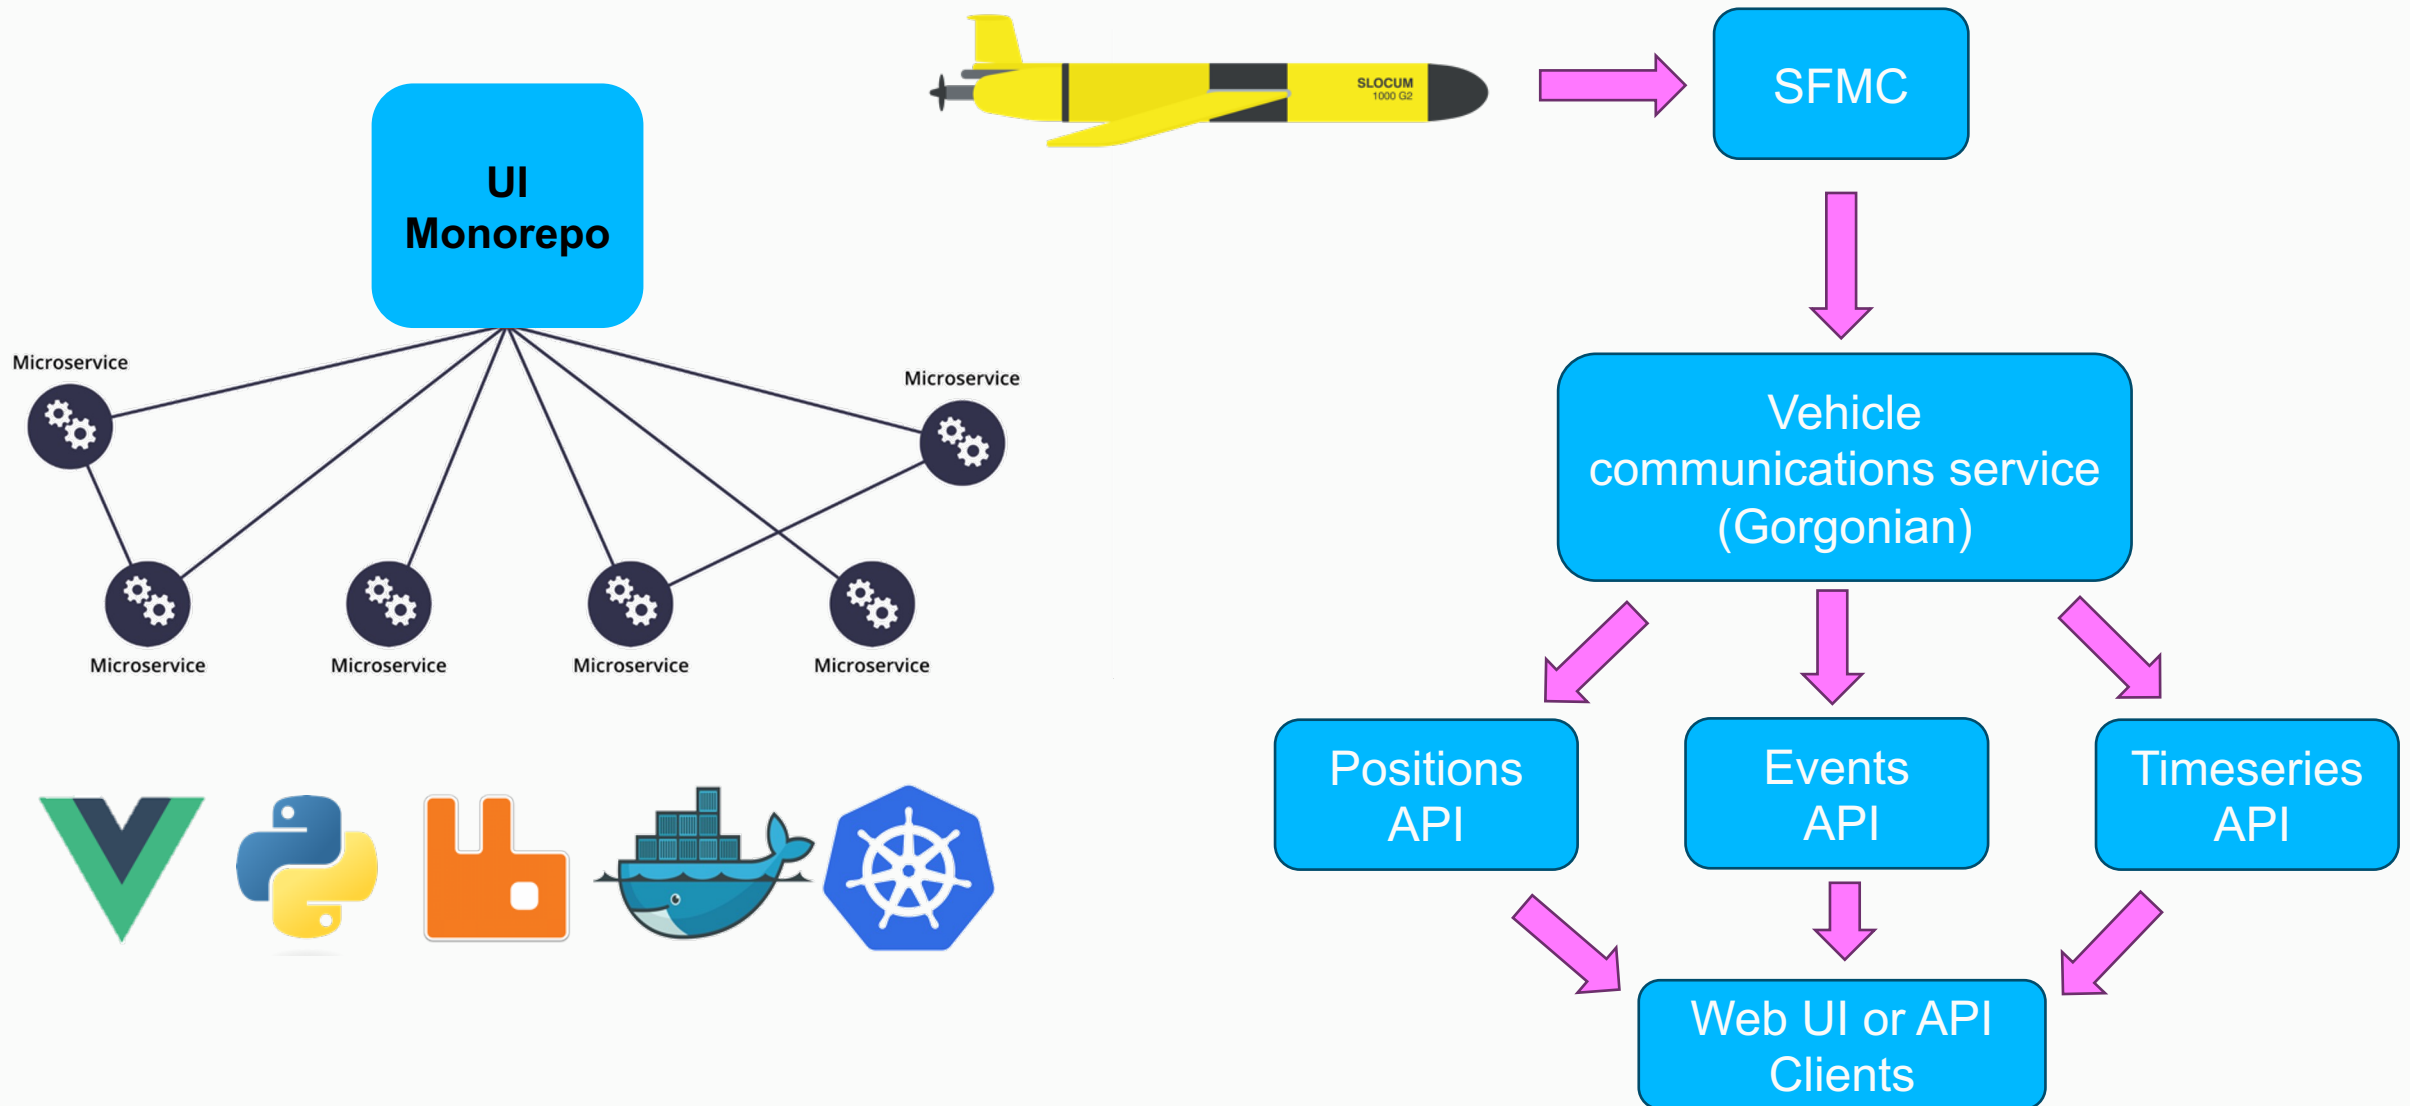 UI
Monorepo
Microservice
Microservice
Microservice
Microservice
Microservice
Microservice
SLOCUM
1000 G2
SFMC
Vehicle
communications service
(Gorgonian)
Positions
API
Events
API
Timeseries
API
Web UI or API
Clients